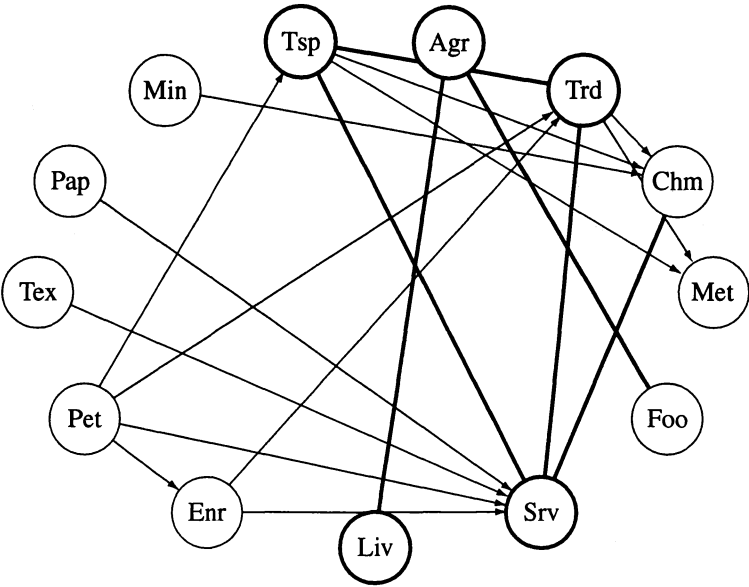 Tsp
Agr
Trd
Min
Chm
Pap
Tex
Met
Pet
Foo
Enr
Srv
Liv